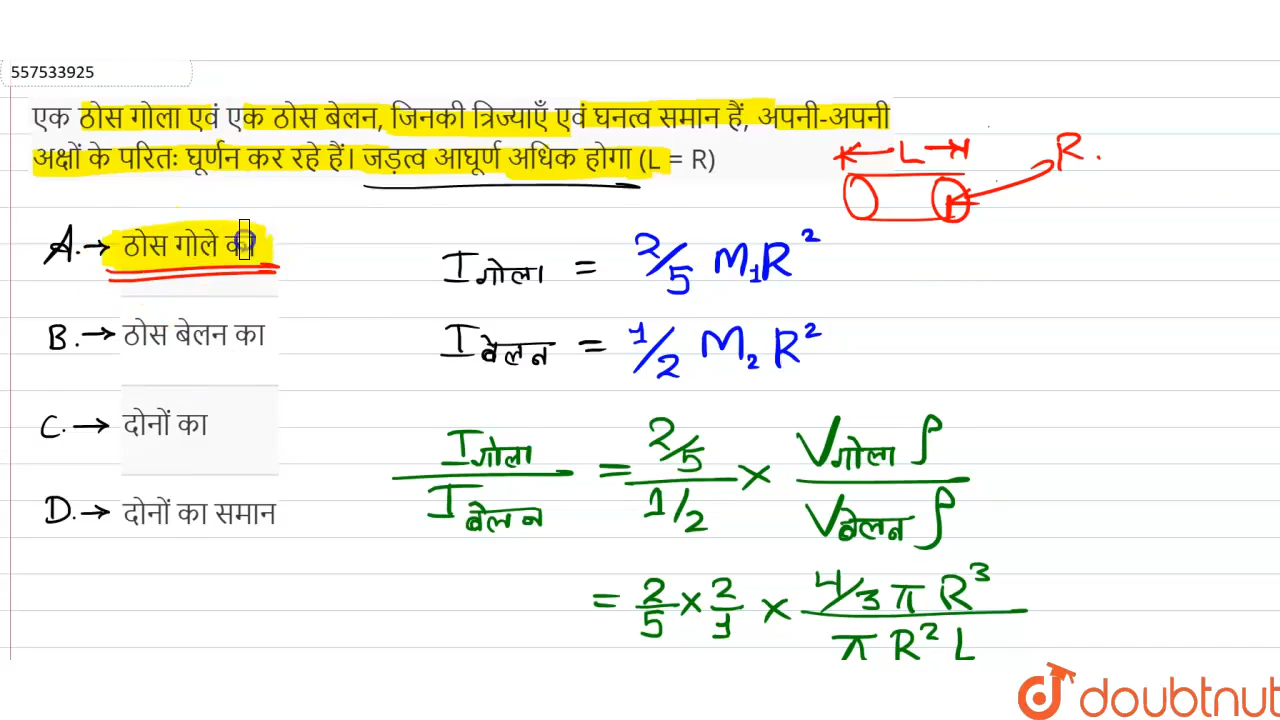 557533925
एक ठोस गोला एवं एक ठोस बेलन, जिनकी त्रिज्याएँ एवं घनत्व समान हैं, अपनी-अपनी
अक्षों के परितः घूर्णन कर रहे हैं। जड़त्व आघूर्ण अधिक होगा (L = R)
L
R.
A. → ठोस गोले का
I गोला = 2/5 M₁R²
B. → ठोस बेलन का
I बेलन = 1/2 M₂R²
C. → दोनों का
I गोला / I बेलन = 2/5 / 1/2 × V गोला ρ / V बेलन ρ
D. → दोनों का समान
= 2/5 × 2/1 × 4/3 π R³ / π R² L
doubtnut